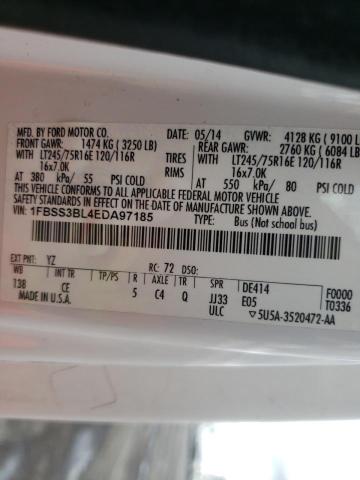 MFD. BY FORD MOTOR CO. 05/14 GVWR: 4128 KG ( 9100 L
FRONT GAWR: 1474 KG ( 3250 LB) REAR GAWR: 2760 KG ( 6084 LB
LT245/75R16E 120/116R TIRES LT245/75R16E 120/116R
16x7.0K RIMS 16x7.0K
AT 380 kPa/ 55 PSI COLD AT 550 kPa/ 80 PSI COLD
THIS VEHICLE CONFORMS TO ALL APPLICABLE FEDERAL MOTOR VEHICLE SAFETY STANDARDS IN
EFFECT ON THE DATE OF MANUFACTURE SHOWN ABOVE.
VIN: 1FBSS3BL4EDA97185 TYPE: Bus (Not school bus)
EXT PNT: YZ RC: 72 DSO: F0000
WB INT TR TP/PS R AXLE TR SPR DE414 T0336
138 CE 5 C4 Q JJ33 E05
MADE IN U.S.A. ULC ▽5U5A-3520472-AA